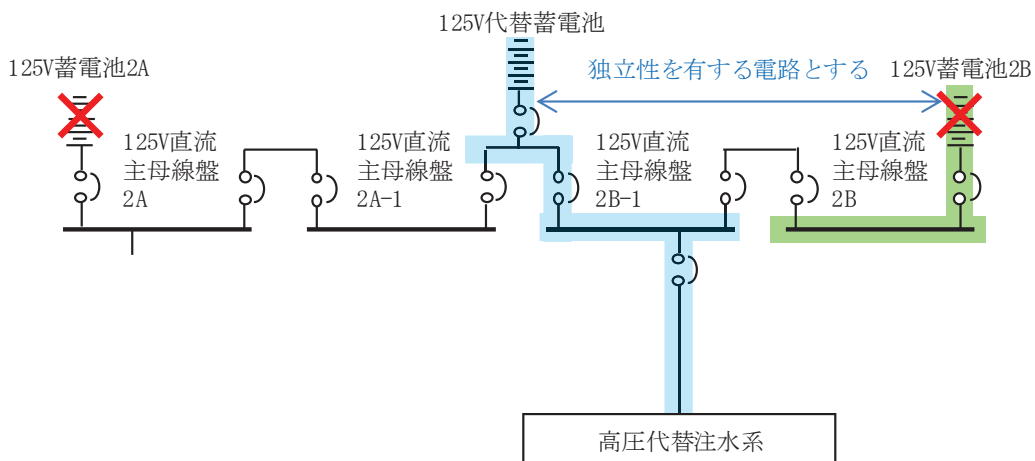 125V代替蓄電池
125V蓄電池2A
独立性を有する電路とする
125V蓄電池2B
125V直流
主母線盤
2A
125V直流
主母線盤
2A-1
125V直流
主母線盤
2B-1
125V直流
主母線盤
2B
高圧代替注水系